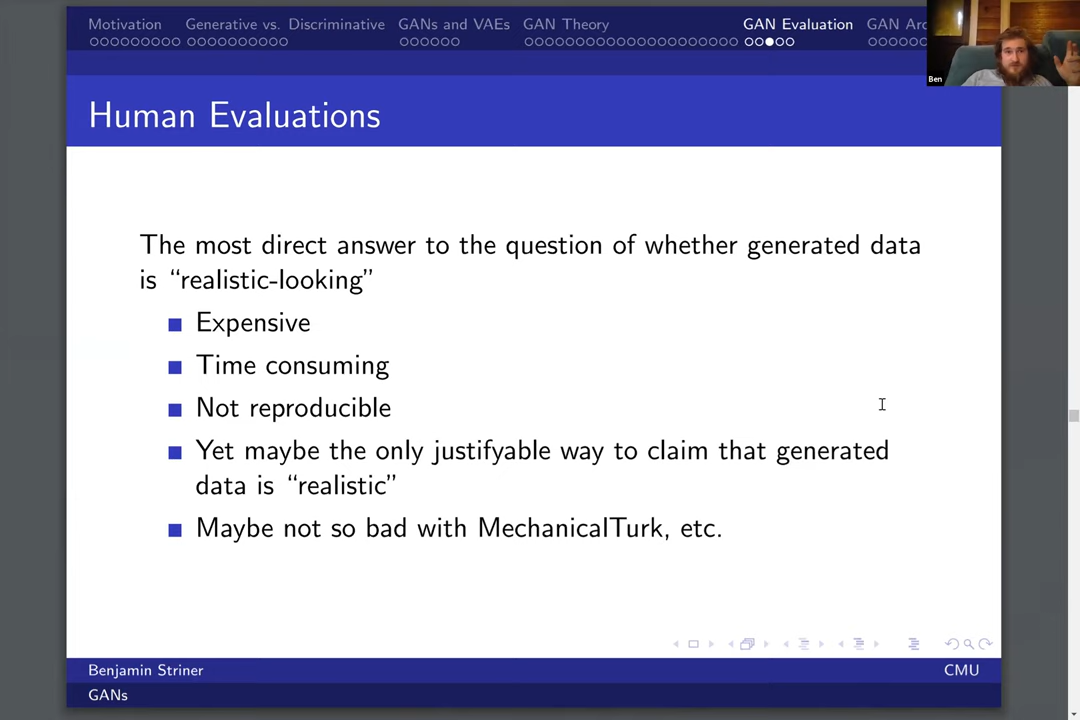 Motivation Generative vs. Discriminative GANs and VAEs GAN Theory GAN Evaluation GAN Arc
Ben
Human Evaluations
The most direct answer to the question of whether generated data
is “realistic-looking”
Expensive
Time consuming
Not reproducible
Yet maybe the only justifyable way to claim that generated
data is “realistic”
Maybe not so bad with MechanicalTurk, etc.
Benjamin Striner CMU
GANs